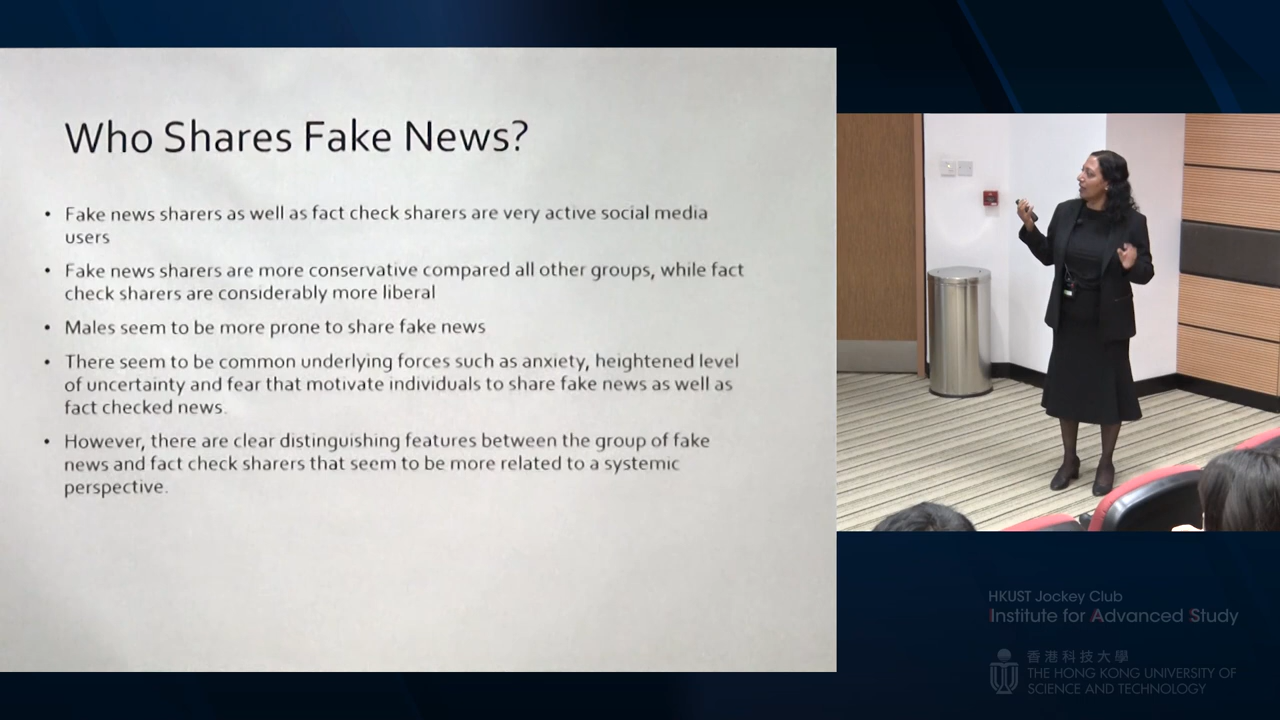 Who Shares Fake News?
• Fake news sharers as well as fact check sharers are very active social media
users
• Fake news sharers are more conservative compared all other groups, while fact
check sharers are considerably more liberal
• Males seem to be more prone to share fake news
• There seem to be common underlying forces such as anxiety, heightened level
of uncertainty and fear that motivate individuals to share fake news as well as
fact checked news.
• However, there are clear distinguishing features between the group of fake
news and fact check sharers that seem to be more related to a systemic
perspective.
HKUST Jockey Club
Institute for Advanced Study
香港科技大學
THE HONG KONG UNIVERSITY OF
SCIENCE AND TECHNOLOGY